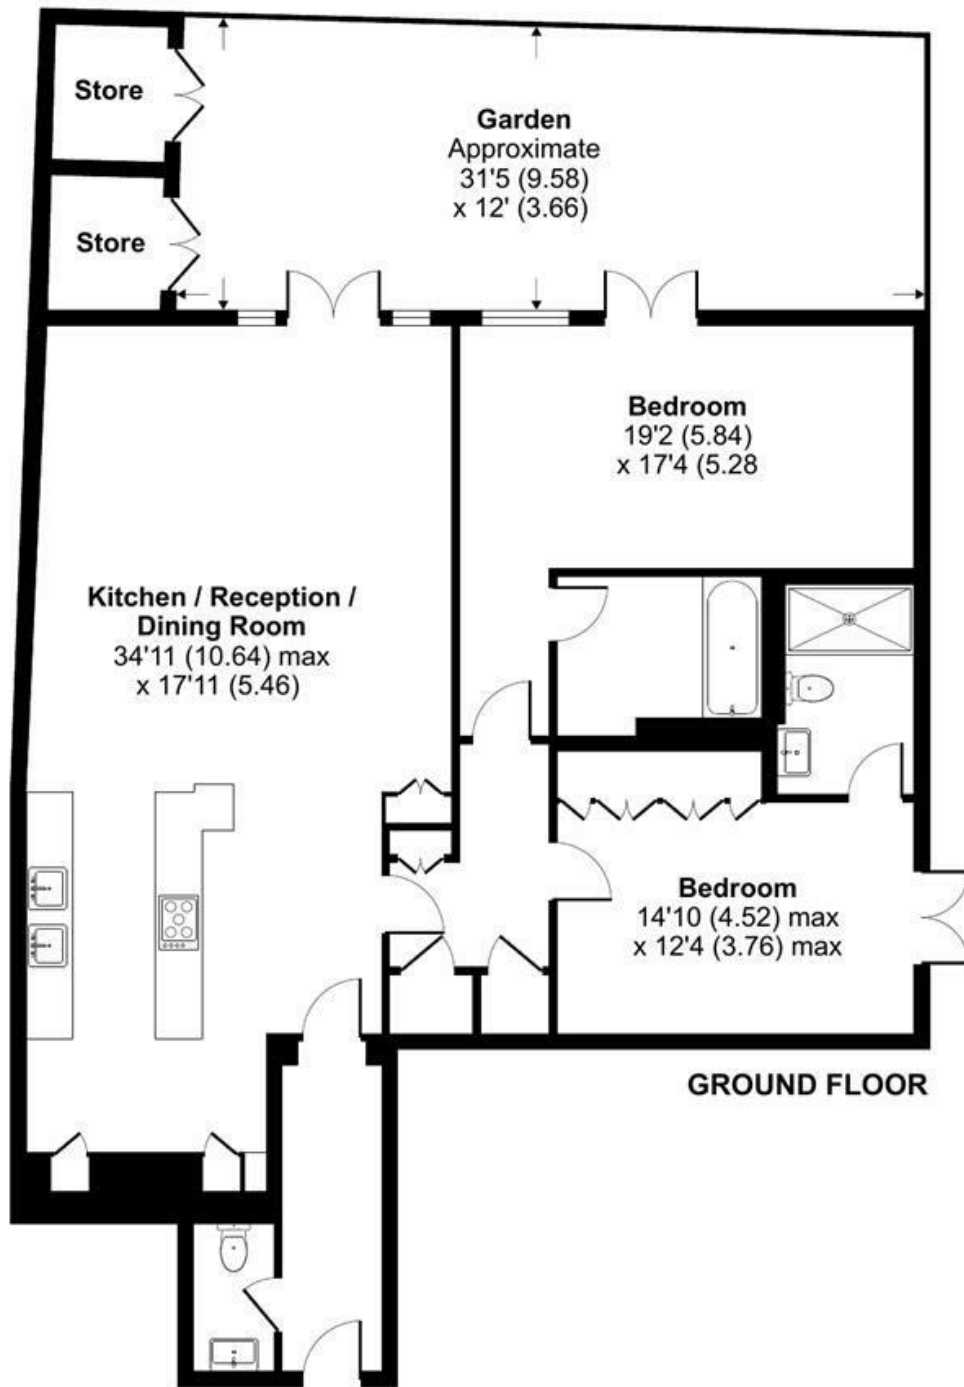 Store
Garden
Approximate
31'5 (9.58)
x 12' (3.66)
Store
Bedroom
19'2 (5.84)
x 17'4 (5.28
Kitchen / Reception /
Dining Room
34'11 (10.64) max
x 17'11 (5.46)
Bedroom
14'10 (4.52) max
x 12'4 (3.76) max
GROUND FLOOR